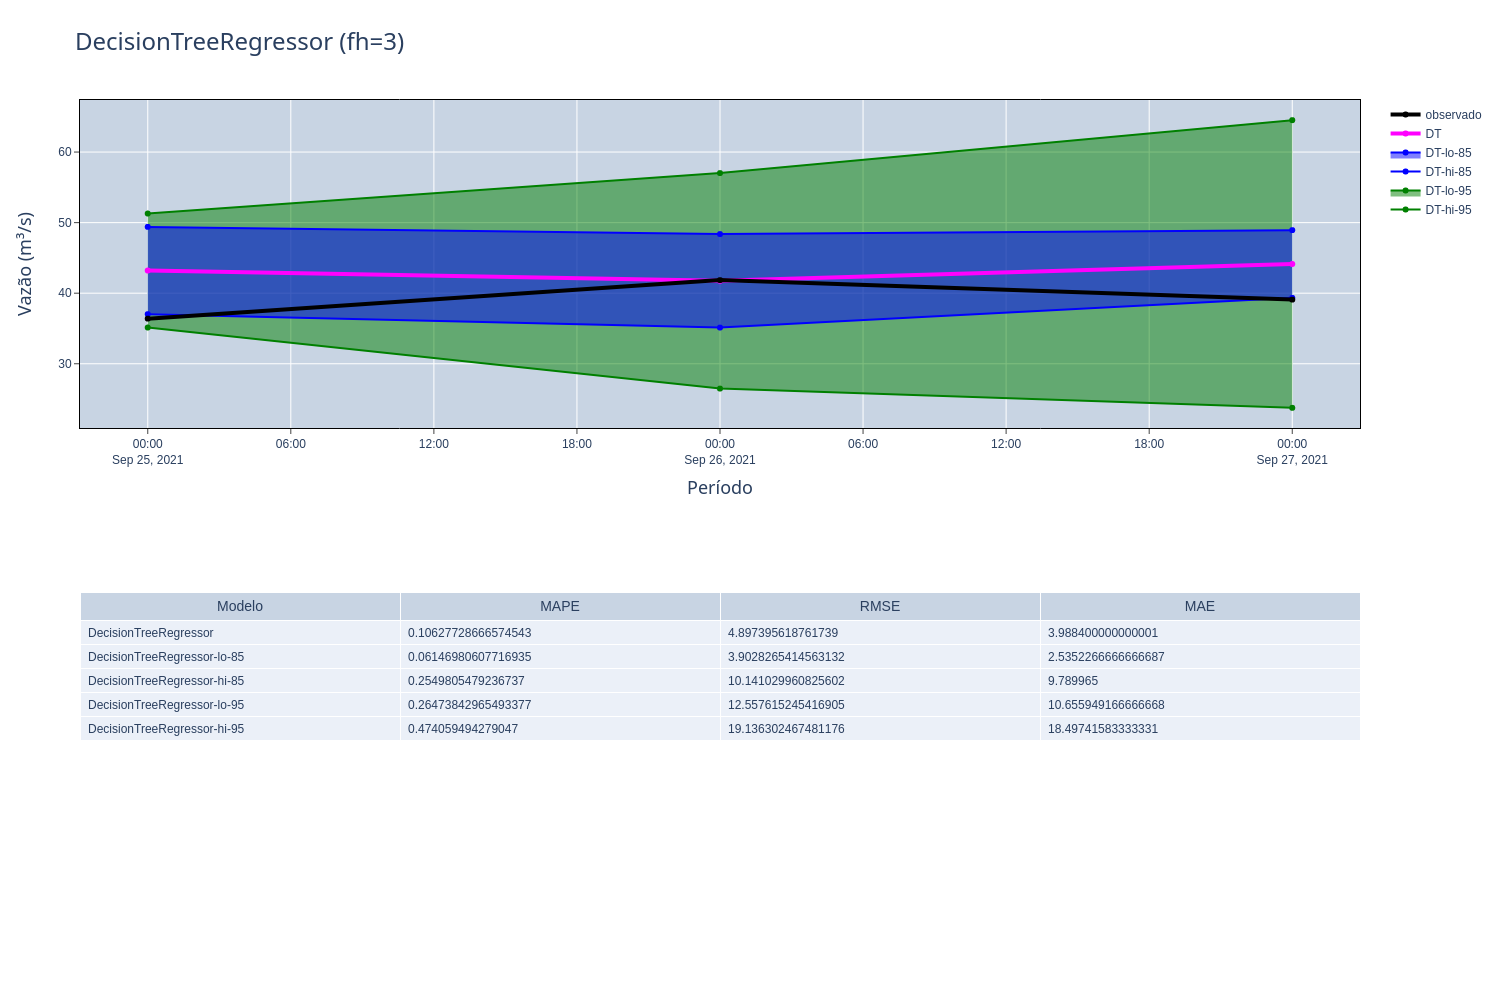 DecisionTreeRegressor (fh=3)
Vazão (m³/s)
60
50
40
30
observado
DT
DT-lo-85
DT-hi-85
DT-lo-95
DT-hi-95
00:00 06:00 12:00 18:00 00:00 06:00 12:00 18:00 00:00
Sep 25, 2021 Sep 26, 2021 Sep 27, 2021
Período
Modelo MAPE RMSE MAE
DecisionTreeRegressor 0.10627728666574543 4.897395618761739 3.988400000000001
DecisionTreeRegressor-lo-85 0.06146980607716935 3.9028265414563132 2.5352266666666687
DecisionTreeRegressor-hi-85 0.2549805479236737 10.141029960825602 9.789965
DecisionTreeRegressor-lo-95 0.26473842965493377 12.557615245416905 10.655949166666668
DecisionTreeRegressor-hi-95 0.474059494279047 19.136302467481176 18.49741583333331